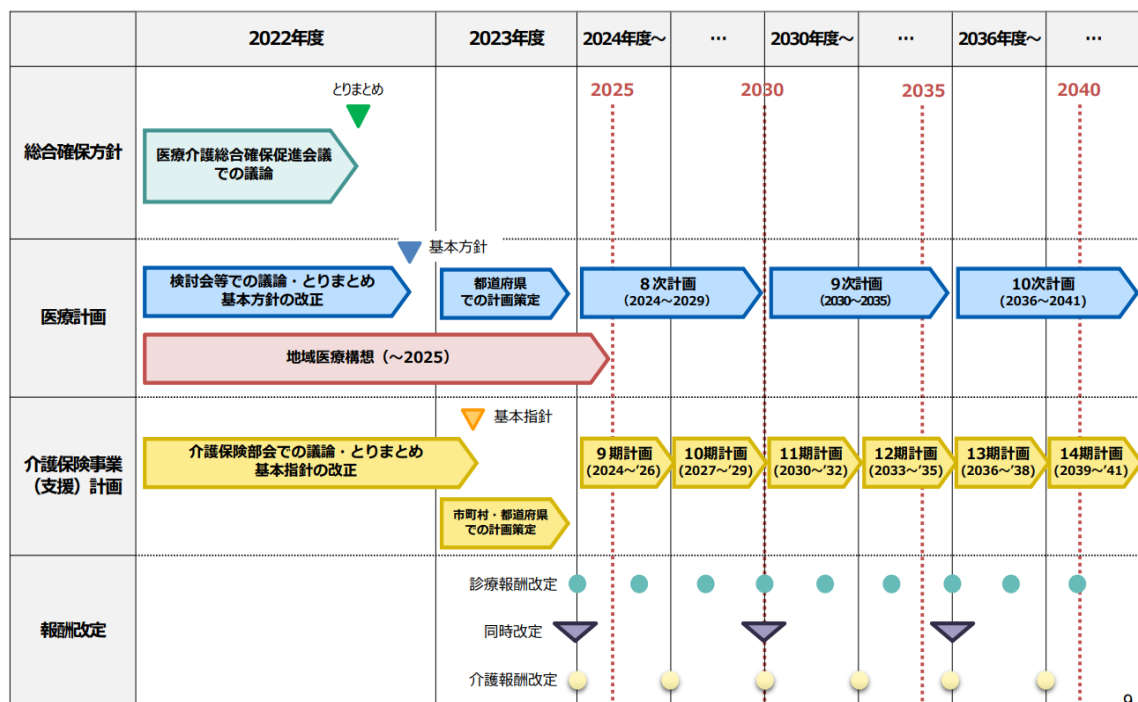 2022年度
2023年度
2024年度~
…
2030年度~
…
2036年度~
…
2025
2030
2035
2040
総合確保方針
とりまとめ
医療介護総合確保促進会議
での議論
医療計画
基本方針
検討会等での議論・とりまとめ
基本方針の改正
都道府県
での計画策定
8次計画
(2024~2029)
9次計画
(2030~2035)
10次計画
(2036~2041)
地域医療構想（~2025）
介護保険事業
（支援）計画
基本指針
介護保険部会での議論・とりまとめ
基本指針の改正
9期計画
(2024~'26)
10期計画
(2027~'29)
11期計画
(2030~'32)
12期計画
(2033~'35)
13期計画
(2036~'38)
14期計画
(2039~'41)
市町村・都道府県
での計画策定
報酬改定
診療報酬改定
同時改定
介護報酬改定
9